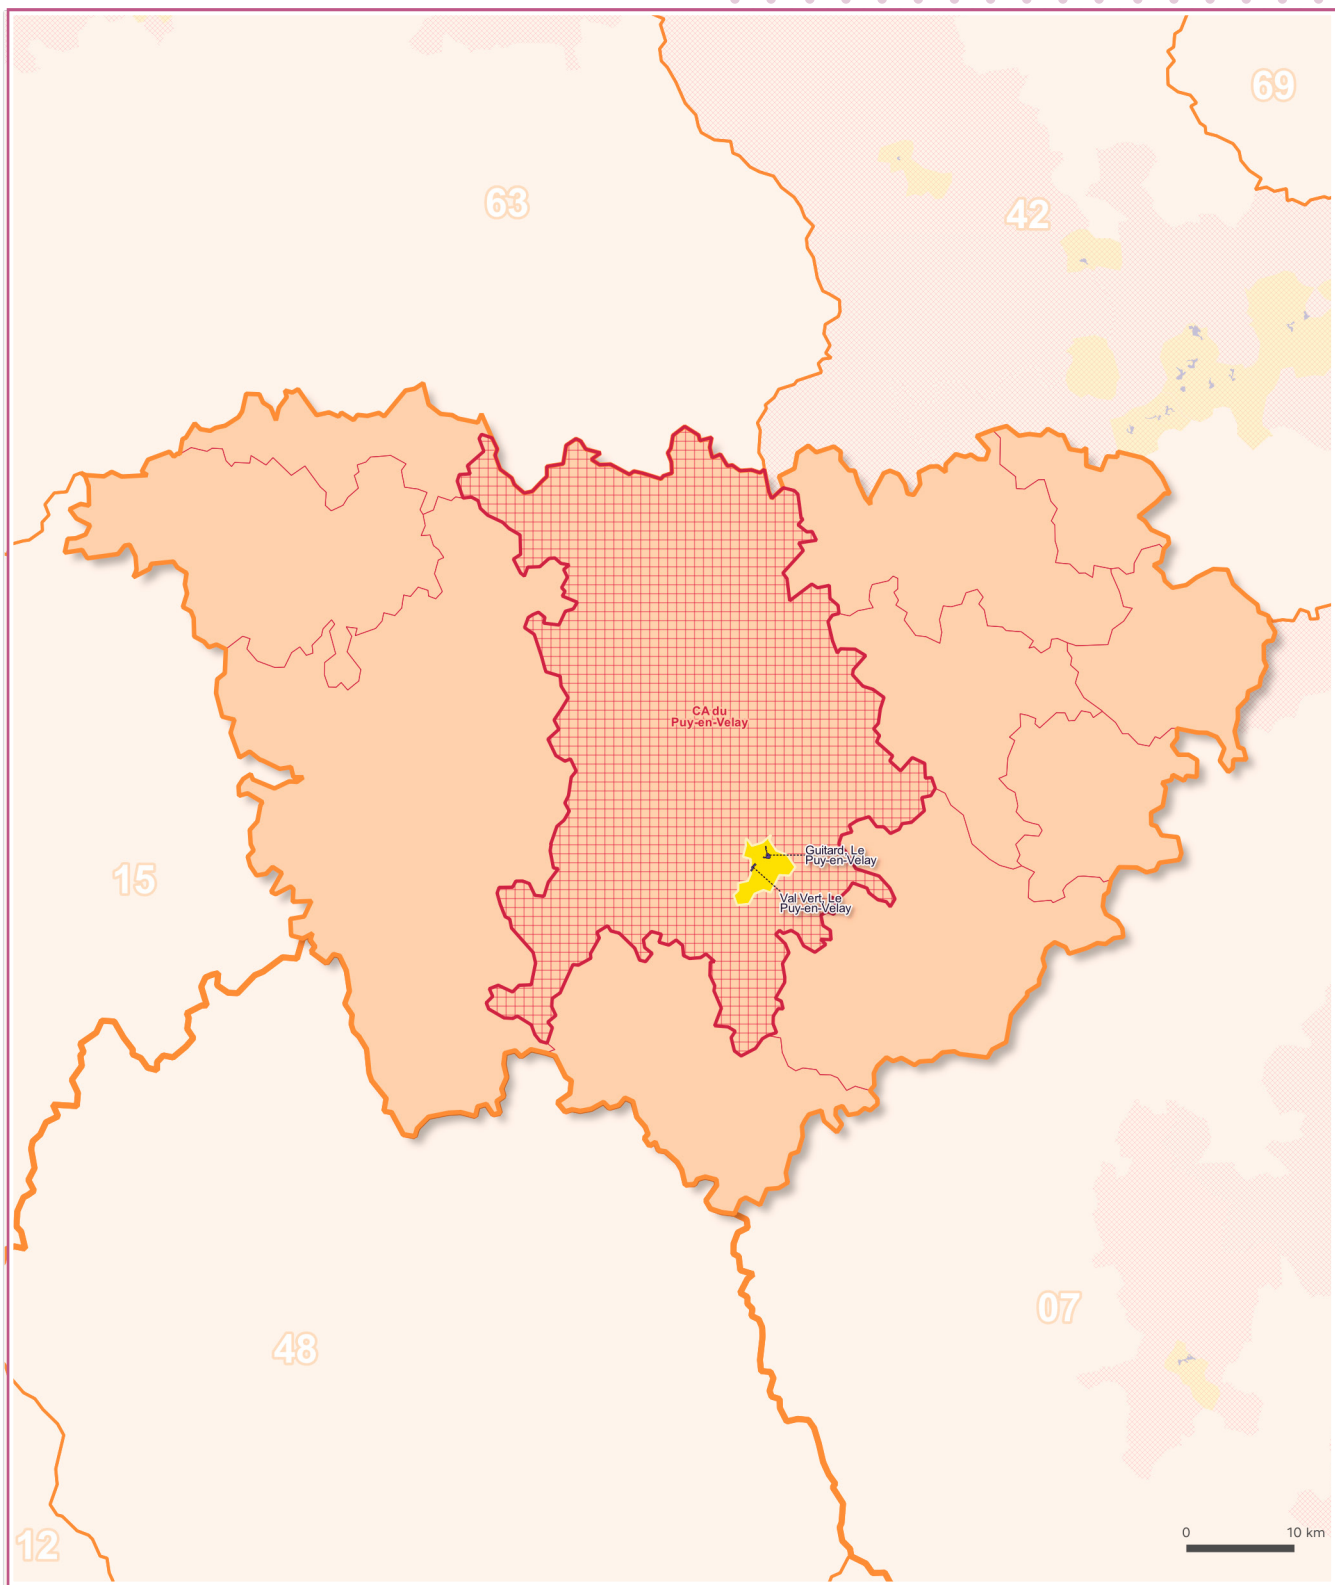 69
63
42
CA du
Puy-en-Velay
Guitard, Le
Puy-en-Velay
15
Val Vert, Le
Puy-en-Velay
07
48
12
0 10 km